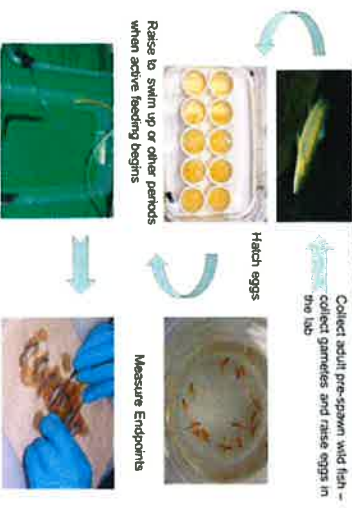 Collect adult pre-spawn wild fish –
collect gametes and raise eggs in
the lab
Hatch eggs
Raise to swim up or other periods
when active feeding begins
Measure Endpoints